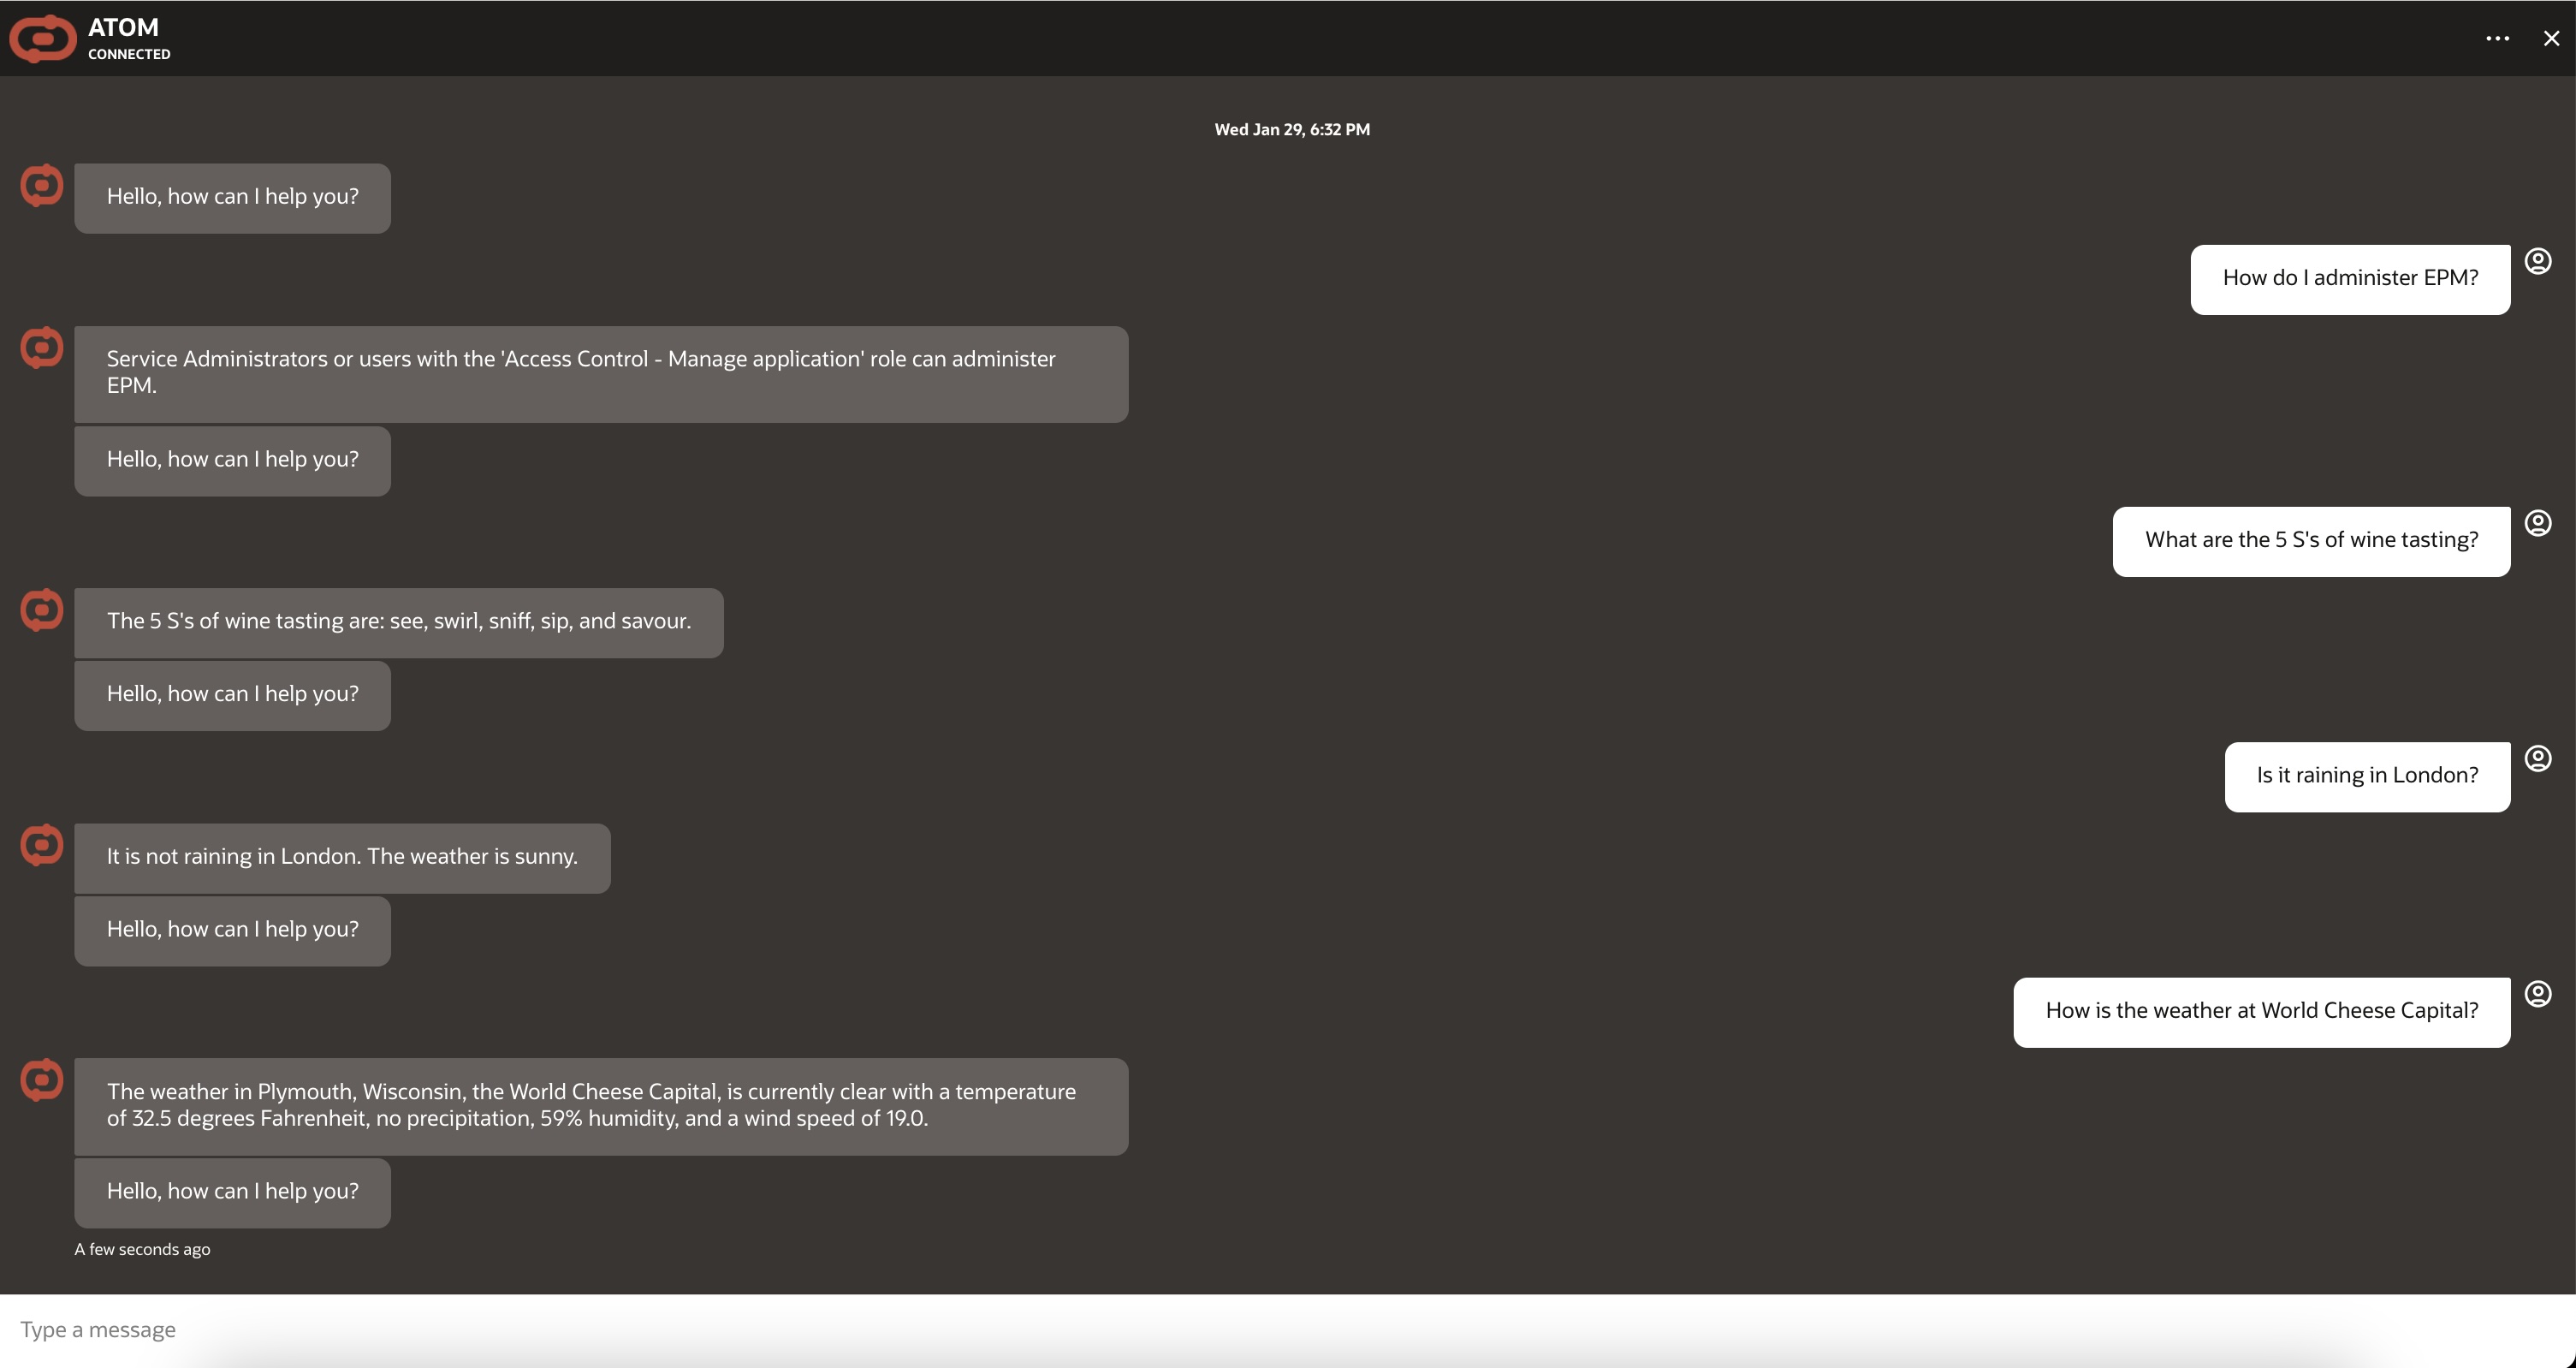 ATOM
CONNECTED
Wed Jan 29, 6:32 PM
Hello, how can I help you?
How do I administer EPM?
Service Administrators or users with the 'Access Control - Manage application' role can administer
EPM.
Hello, how can I help you?
What are the 5 S's of wine tasting?
The 5 S's of wine tasting are: see, swirl, sniff, sip, and savour.
Hello, how can I help you?
Is it raining in London?
It is not raining in London. The weather is sunny.
Hello, how can I help you?
How is the weather at World Cheese Capital?
The weather in Plymouth, Wisconsin, the World Cheese Capital, is currently clear with a temperature
of 32.5 degrees Fahrenheit, no precipitation, 59% humidity, and a wind speed of 19.0.
Hello, how can I help you?
A few seconds ago
Type a message